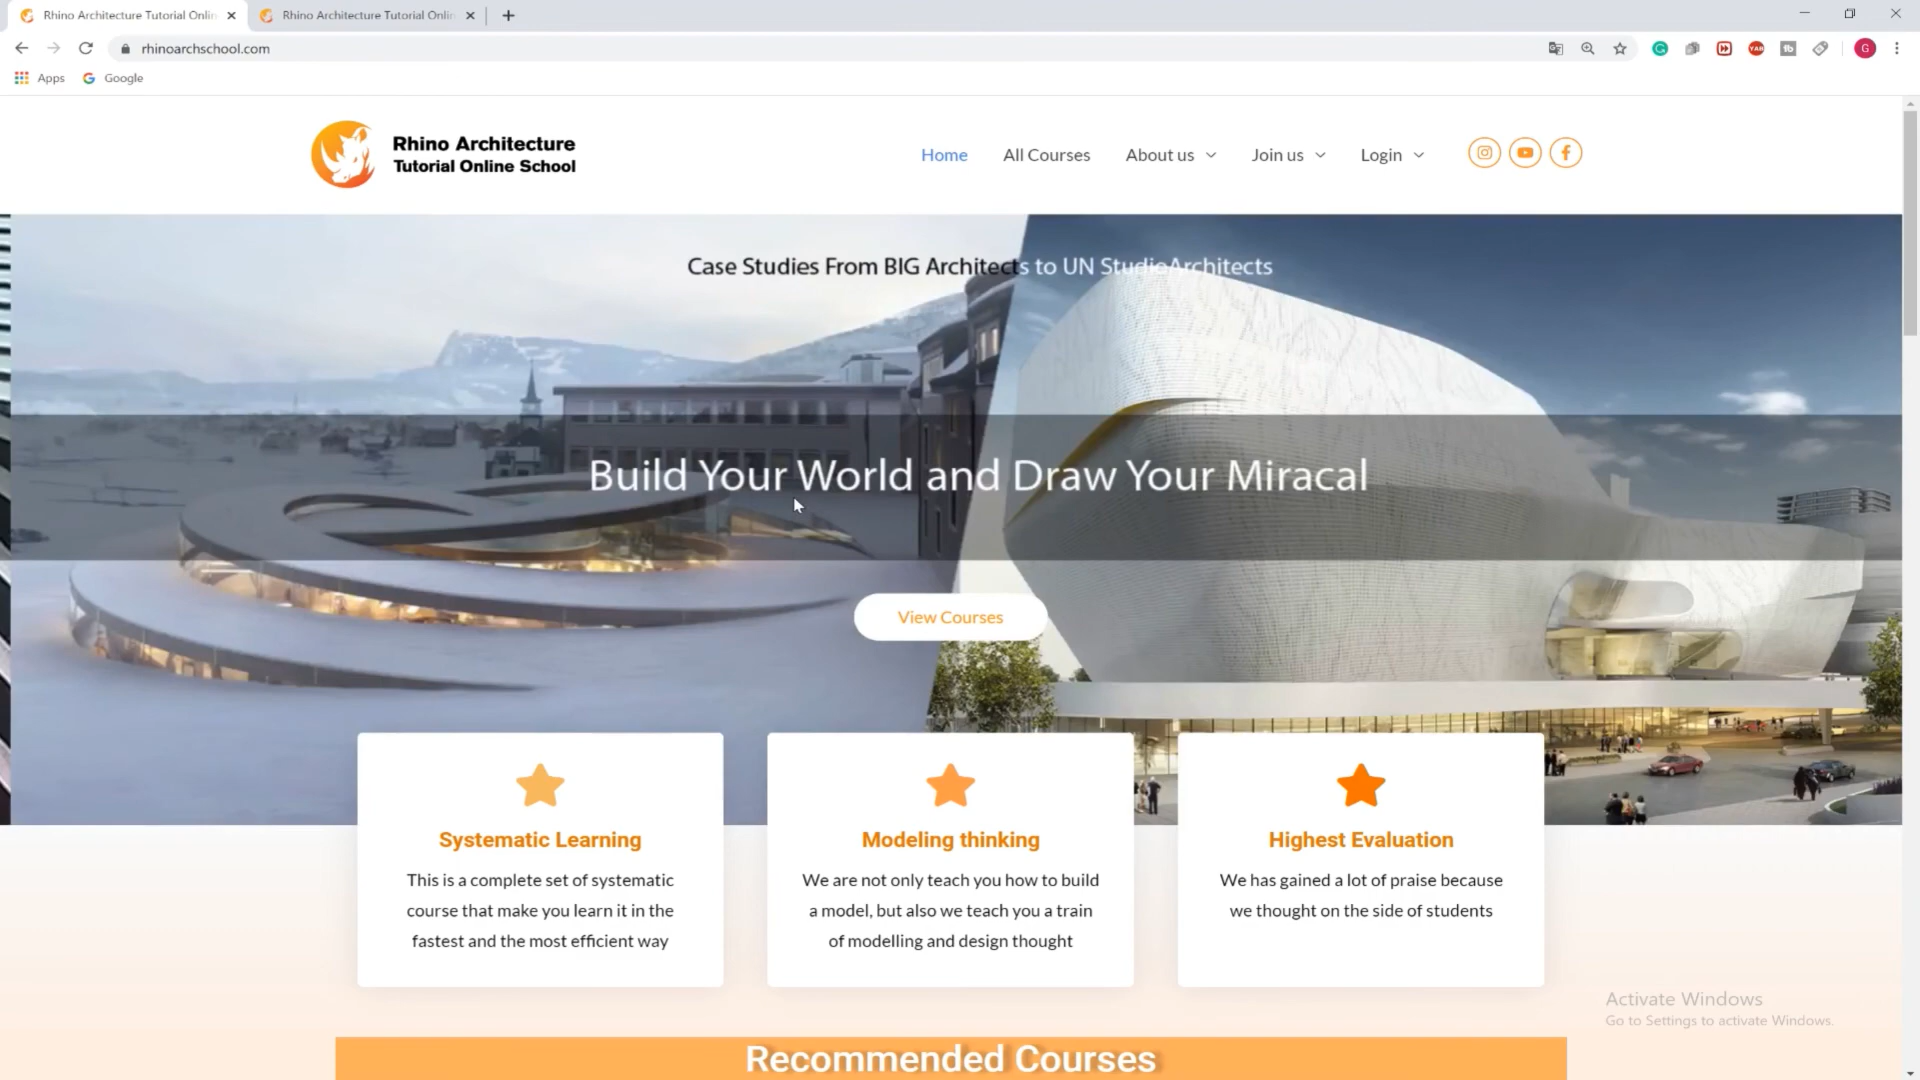 Rhino Architecture Tutorial Onlin
Rhino Architecture Tutorial Onlin
rhinoarchschool.com
G
Apps
Google
Rhino Architecture
Tutorial Online School
Home
All Courses
About us
Join us
Login
Case Studies From BIG Architects to UN StudioArchitects
Build Your World and Draw Your Miracal
View Courses
Systematic Learning
This is a complete set of systematic
course that make you learn it in the
fastest and the most efficient way
Modeling thinking
We are not only teach you how to build
a model, but also we teach you a train
of modelling and design thought
Highest Evaluation
We has gained a lot of praise because
we thought on the side of students
Activate Windows
Go to Settings to activate Windows.
Recommended Courses